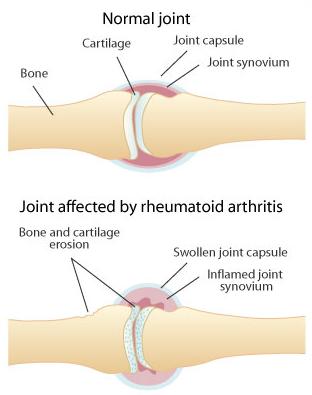 Normal joint
Cartilage
Joint capsule
Joint synovium
Bone
Joint affected by rheumatoid arthritis
Bone and cartilage
erosion
Swollen joint capsule
Inflamed joint
synovium